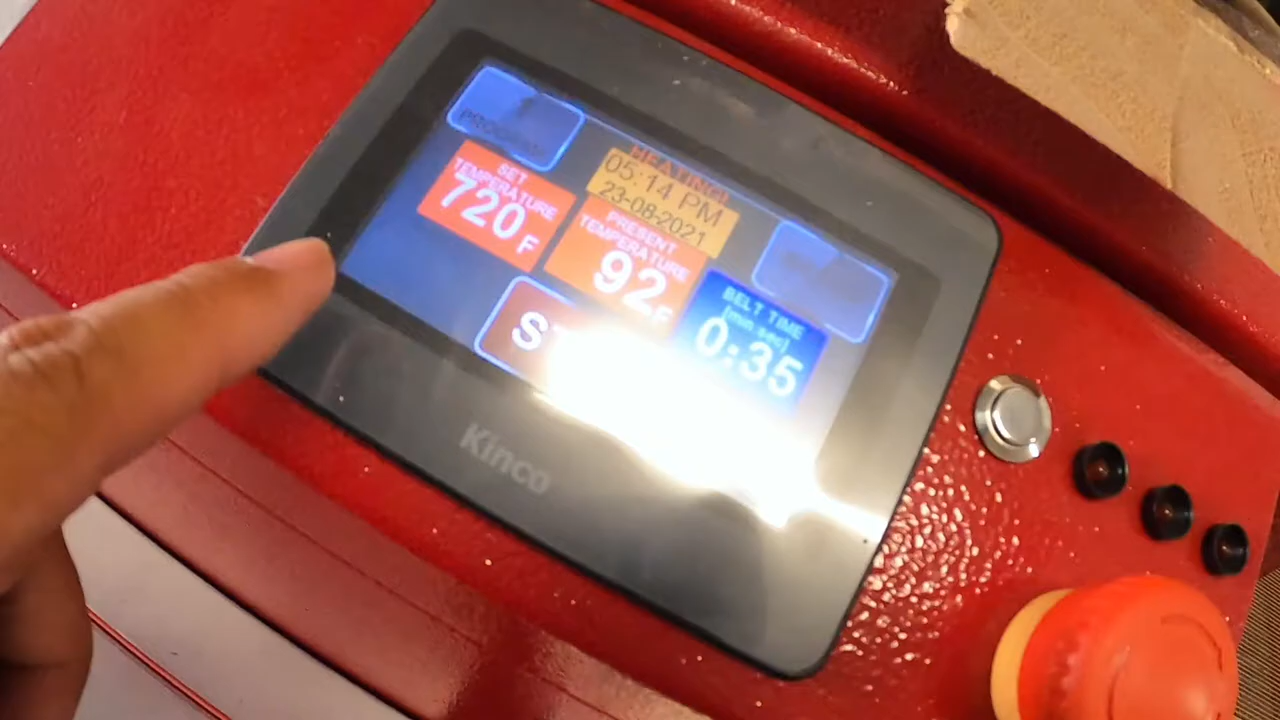 HEATING!
05:14 PM
23-08-2021
SET
TEMPERATURE
720 F
PRESENT
TEMPERATURE
92 F
BELT TIME
[min sec]
0:35
Kinco